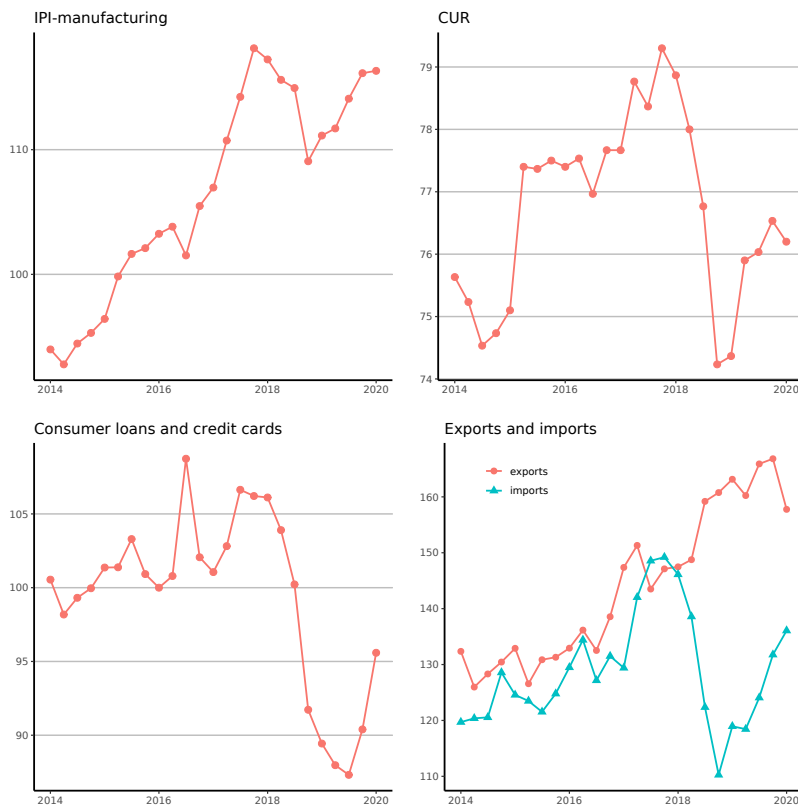 IPI-manufacturing
110
100
2014 2016 2018 2020
CUR
79
78
77
76
75
74
2014 2016 2018 2020
Consumer loans and credit cards
105
100
95
90
2014 2016 2018 2020
Exports and imports
exports
imports
160
150
140
130
120
110
2014 2016 2018 2020